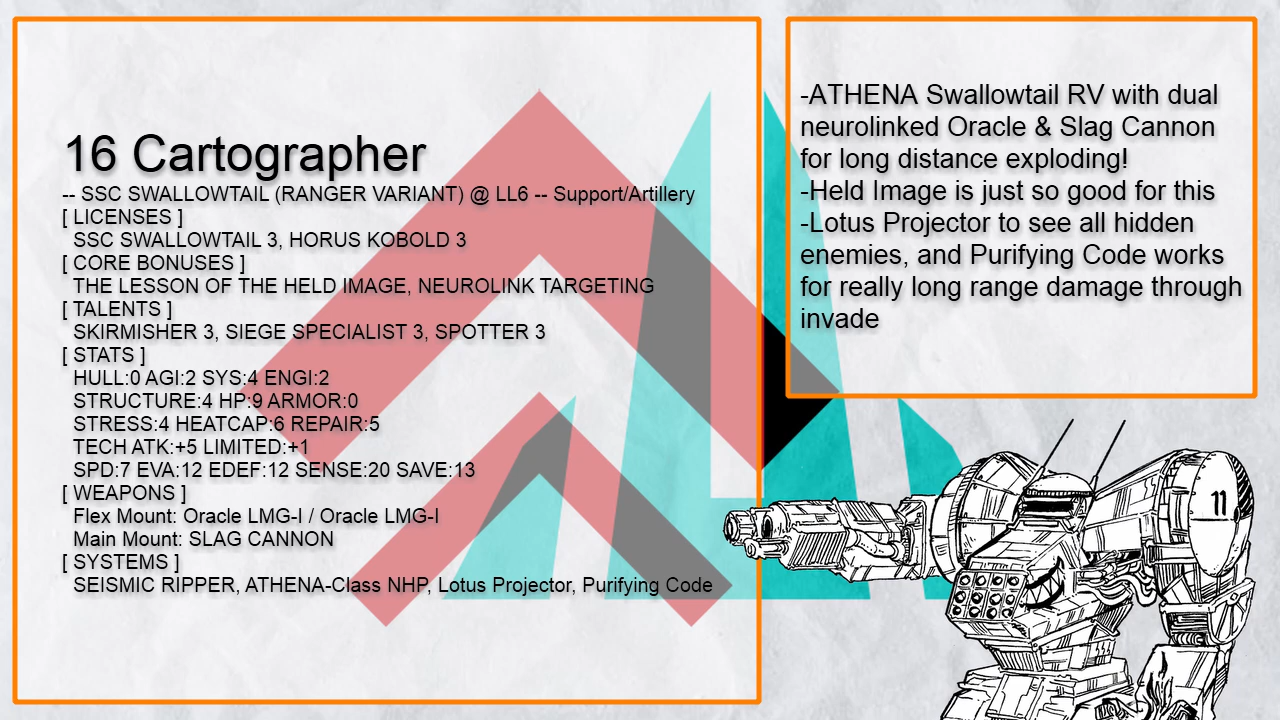 16 Cartographer
-- SSC SWALLOWTAIL (RANGER VARIANT) @ LL6 -- Support/Artillery
[ LICENSES ]
SSC SWALLOWTAIL 3, HORUS KOBOLD 3
[ CORE BONUSES ]
THE LESSON OF THE HELD IMAGE, NEUROLINK TARGETING
[ TALENTS ]
SKIRMISHER 3, SIEGE SPECIALIST 3, SPOTTER 3
[ STATS ]
HULL:0 AGI:2 SYS:4 ENGI:2
STRUCTURE:4 HP:9 ARMOR:0
STRESS:4 HEATCAP:6 REPAIR:5
TECH ATK:+5 LIMITED:+1
SPD:7 EVA:12 EDEF:12 SENSE:20 SAVE:13
[ WEAPONS ]
Flex Mount: Oracle LMG-I / Oracle LMG-I
Main Mount: SLAG CANNON
[ SYSTEMS ]
SEISMIC RIPPER, ATHENA-Class NHP, Lotus Projector, Purifying Code
-ATHENA Swallowtail RV with dual
neurolinked Oracle & Slag Cannon
for long distance exploding!
-Held Image is just so good for this
-Lotus Projector to see all hidden
enemies, and Purifying Code works
for really long range damage through
invade
11